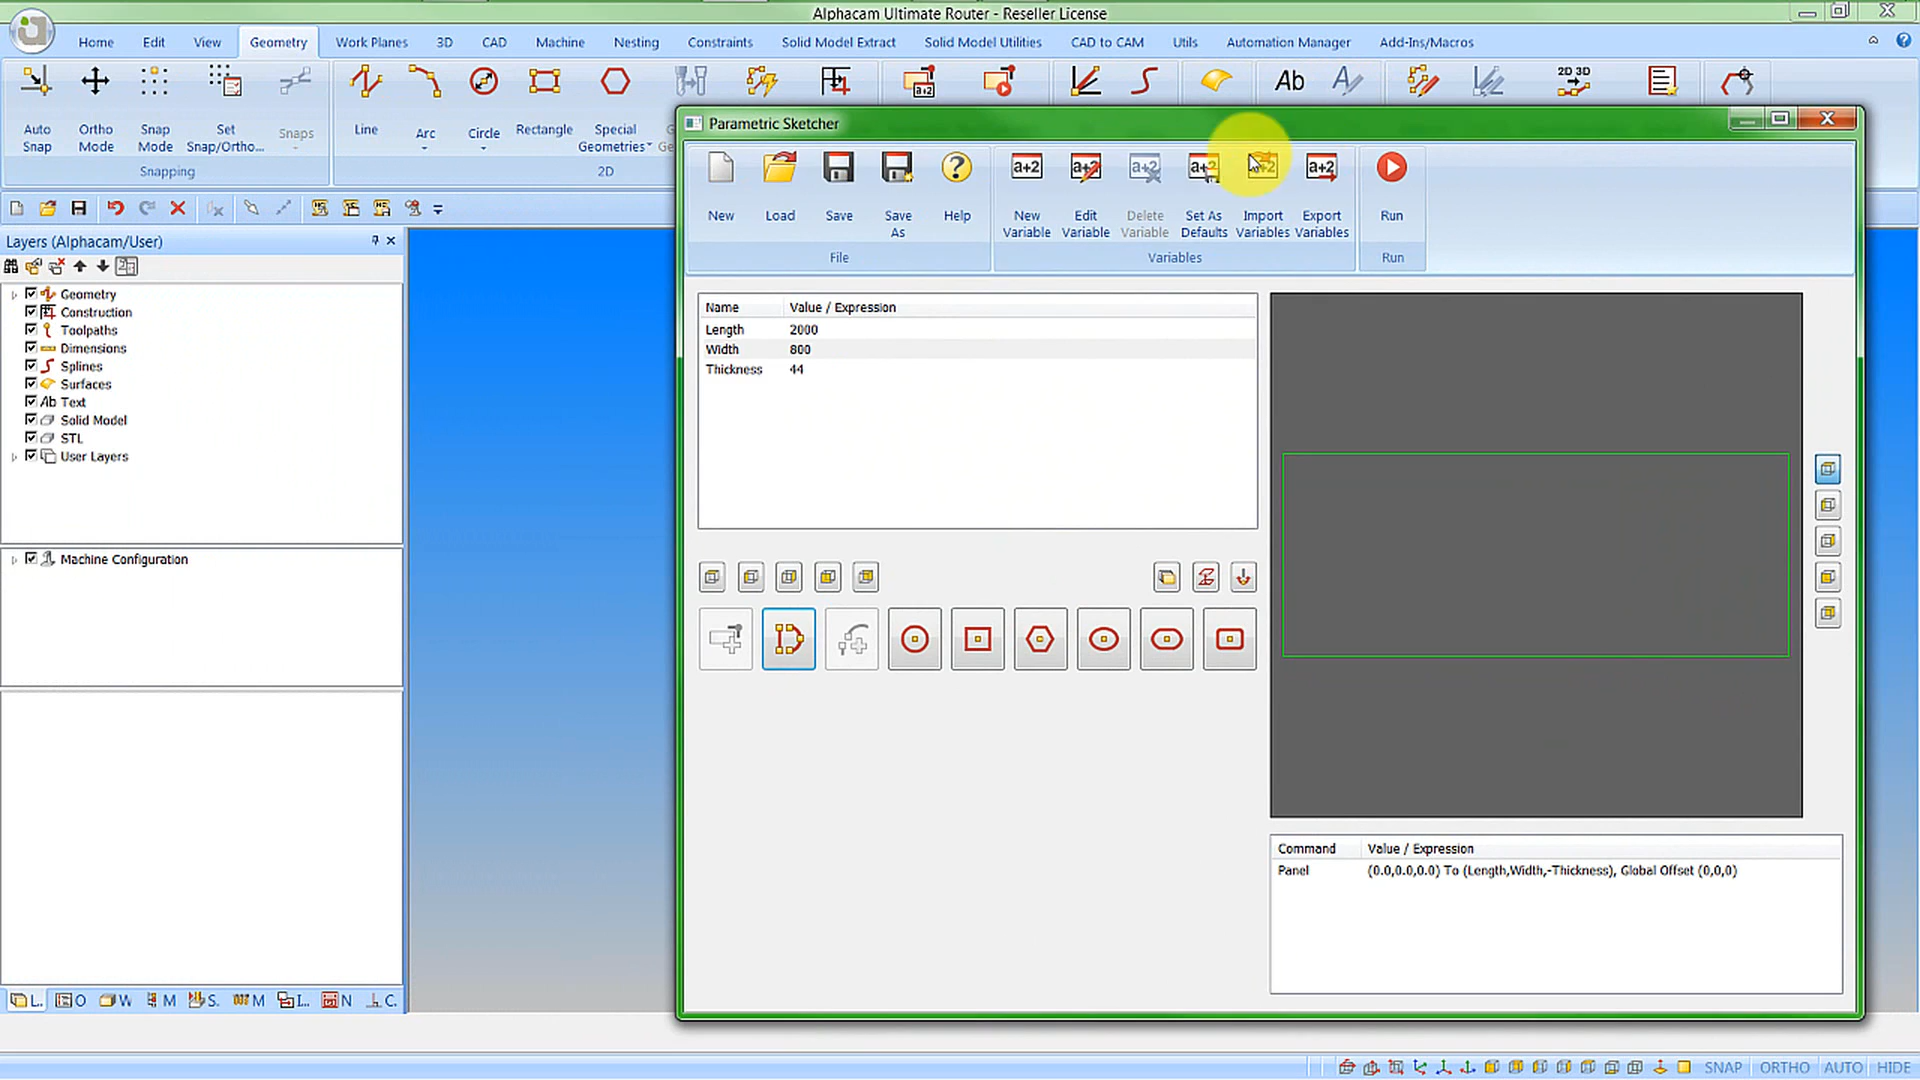 Alphacam Ultimate Router - Reseller License
Home Edit View Geometry Work Planes 3D CAD Machine Nesting Constraints Solid Model Extract Solid Model Utilities CAD to CAM Utils Automation Manager Add-Ins/Macros
Auto Snap
Ortho Mode
Snap Mode
Set Snap/Ortho...
Snaps
Snapping
Line
Arc
Circle
Rectangle
Special Geometries
2D
Ab
2D 3D
Parametric Sketcher
New
Load
Save
Save As
Help
File
New Variable
Edit Variable
Delete Variable
Set As Defaults
Import Variables
Export Variables
Variables
Run
Run
Layers (Alphacam/User)
Geometry
Construction
Toolpaths
Dimensions
Splines
Surfaces
Ab Text
Solid Model
STL
User Layers
Machine Configuration
L. O W M S. M I... N C.
Name Value / Expression
Length 2000
Width 800
Thickness 44
Command Value / Expression
Panel (0.0,0.0,0.0) To (Length,Width,-Thickness), Global Offset (0,0,0)
SNAP ORTHO AUTO HIDE